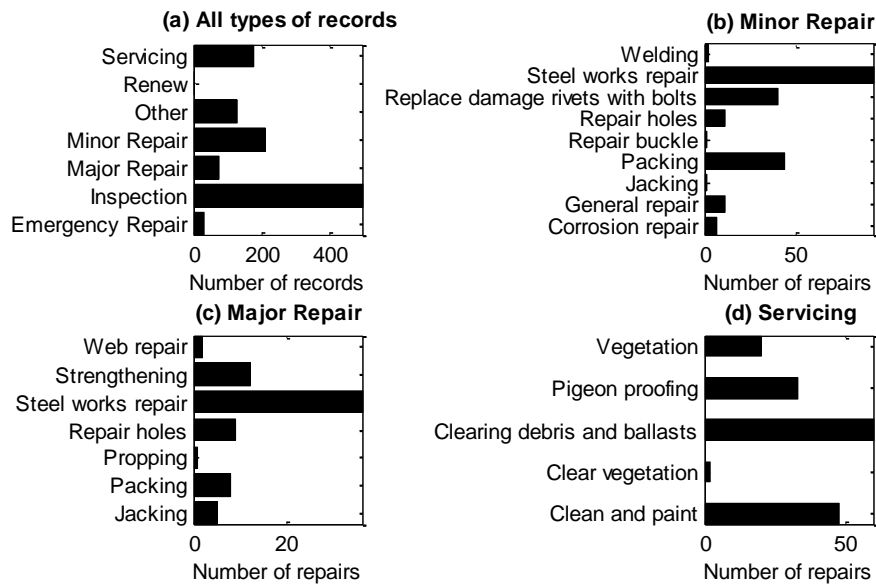 (a) All types of records
Servicing
Renew
Other
Minor Repair
Major Repair
Inspection
Emergency Repair
0 200 400
Number of records
(b) Minor Repair
Welding
Steel works repair
Replace damage rivets with bolts
Repair holes
Repair buckle
Packing
Jacking
General repair
Corrosion repair
0 50
Number of repairs
(c) Major Repair
Web repair
Strengthening
Steel works repair
Repair holes
Propping
Packing
Jacking
0 20
Number of repairs
(d) Servicing
Vegetation
Pigeon proofing
Clearing debris and ballasts
Clear vegetation
Clean and paint
0 50
Number of repairs